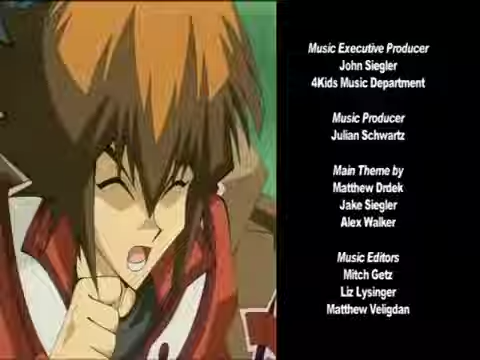 Music Executive Producer
John Siegler
4Kids Music Department
Music Producer
Julian Schwartz
Main Theme by
Matthew Drdek
Jake Siegler
Alex Walker
Music Editors
Mitch Getz
Liz Lysinger
Matthew Veligdan